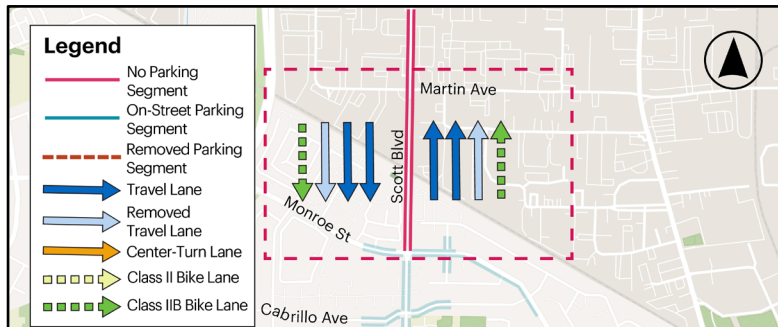 Legend
No Parking
Segment
On-Street Parking
Segment
Removed Parking
Segment
Travel Lane
Removed
Travel Lane
Center-Turn Lane
Class II Bike Lane
Class IIB Bike Lane
Martin Ave
Scott Blvd
Monroe St
Cabrillo Ave